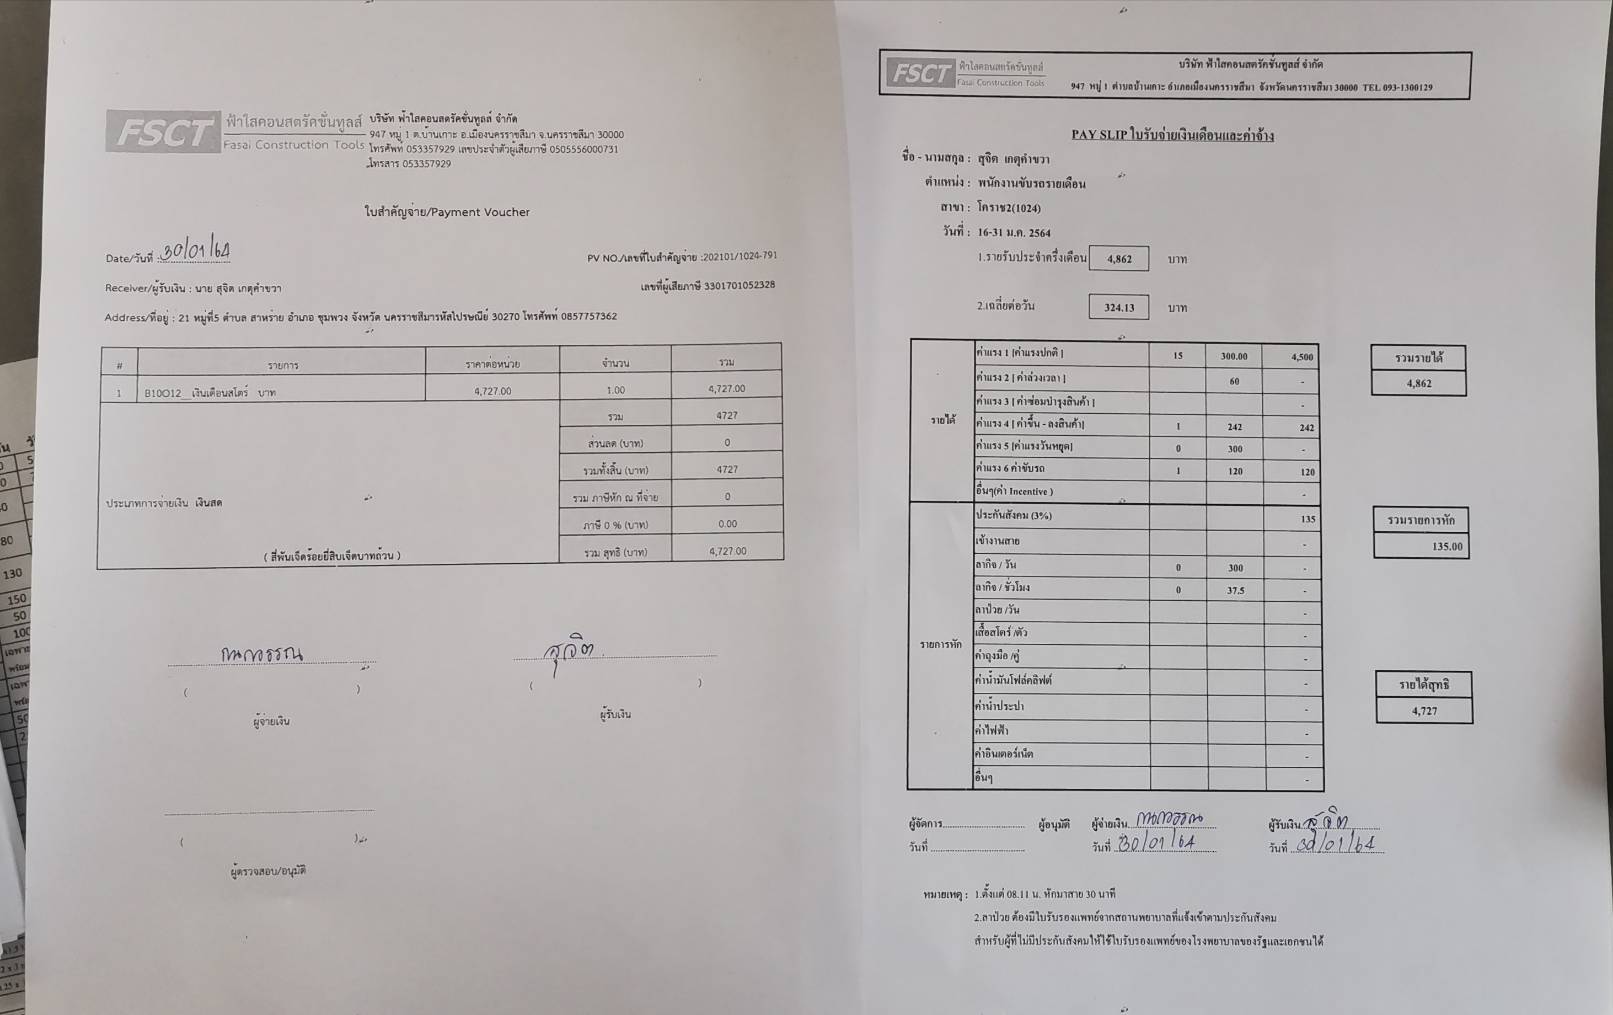 FSCT
ฟ้าใสคอนสตรัคชั่นทูลส์
Fasai Construction Tools
บริษัท ฟ้าใสคอนสตรัคชั่นทูลส์ จำกัด
947 หมู่ 1 ต.บ้านเกาะ อ.เมืองนครราชสีมา จ.นครราชสีมา 30000
โทรศัพท์ 053357929 เลขประจำตัวผู้เสียภาษี 0505556000731
โทรสาร 053357929
ใบสำคัญจ่าย/Payment Voucher
Date/วันที่ : 30/01/64
PV NO./เลขที่ใบสำคัญจ่าย :202101/1024-791
Receiver/ผู้รับเงิน : นาย สุจิต เกตุคำขวา
เลขที่ผู้เสียภาษี 3301701052328
Address/ที่อยู่ : 21 หมู่ที่5 ตำบล สาหร่าย อำเภอ ชุมพวง จังหวัด นครราชสีมารหัสไปรษณีย์ 30270 โทรศัพท์ 0857757362
# รายการ ราคาต่อหน่วย จำนวน รวม
1 B10O12__เงินเดือนสโตร์ บาท 4,727.00 1.00 4,727.00
รวม 4727
ส่วนลด (บาท) 0
รวมทั้งสิ้น (บาท) 4727
ประเภทการจ่ายเงิน เงินสด
รวม ภาษีหัก ณ ที่จ่าย 0
ภาษี 0 % (บาท) 0.00
( สี่พันเจ็ดร้อยยี่สิบเจ็ดบาทถ้วน )
รวม สุทธิ (บาท) 4,727.00
สุจิต
( ) ( )
ผู้จ่ายเงิน ผู้รับเงิน
( )
ผู้ตรวจสอบ/อนุมัติ
FSCT
ฟ้าใสคอนสตรัคชั่นทูลส์
Fasai Construction Tools
บริษัท ฟ้าใสคอนสตรัคชั่นทูลส์ จำกัด
947 หมู่ 1 ตำบลบ้านเกาะ อำเภอเมืองนครราชสีมา จังหวัดนครราชสีมา 30000 TEL 093-1300129
PAY SLIP ใบรับจ่ายเงินเดือนและค่าจ้าง
ชื่อ - นามสกุล : สุจิต เกตุคำขวา
ตำแหน่ง : พนักงานขับรถรายเดือน
สาขา : โคราช2(1024)
วันที่ : 16-31 ม.ค. 2564
1.รายรับประจำครึ่งเดือน 4,862 บาท
2.เฉลี่ยต่อวัน 324.13 บาท
รายได้
ค่าแรง 1 [ค่าแรงปกติ ] 15 300.00 4,500
ค่าแรง 2 [ ค่าล่วงเวลา ] 60 -
ค่าแรง 3 [ ค่าซ่อมบำรุงสินค้า ] -
ค่าแรง 4 [ ค่าขึ้น - ลงสินค้า] 1 242 242
ค่าแรง 5 [ค่าแรงวันหยุด] 0 300 -
ค่าแรง 6 ค่าขับรถ 1 120 120
อื่นๆ(ค่า Incentive ) -
รายการหัก
ประกันสังคม (3%) 135
เข้างานสาย -
ลากิจ / วัน 0 300 -
ลากิจ / ชั่วโมง 0 37.5 -
ลาป่วย /วัน -
เสื้อสโตร์ /ตัว -
ค่าถุงมือ /คู่ -
ค่าน้ำมันโฟล์คลิฟต์ -
ค่าน้ำประปา -
ค่าไฟฟ้า -
ค่าอินเตอร์เน็ต -
อื่นๆ -
รวมรายได้
4,862
รวมรายการหัก
135.00
รายได้สุทธิ
4,727
ผู้จัดการ ผู้อนุมัติ ผู้จ่ายเงิน ผู้รับเงิน สุจิต
วันที่ วันที่ 30/01/64 วันที่ 30/01/64
หมายเหตุ : 1.ตั้งแต่ 08.11 น. หักมาสาย 30 นาที
2.ลาป่วย ต้องมีใบรับรองแพทย์จากสถานพยาบาลที่แจ้งเข้าตามประกันสังคม
สำหรับผู้ที่ไม่มีประกันสังคมให้ใช้ใบรับรองแพทย์ของโรงพยาบาลของรัฐและเอกชนได้